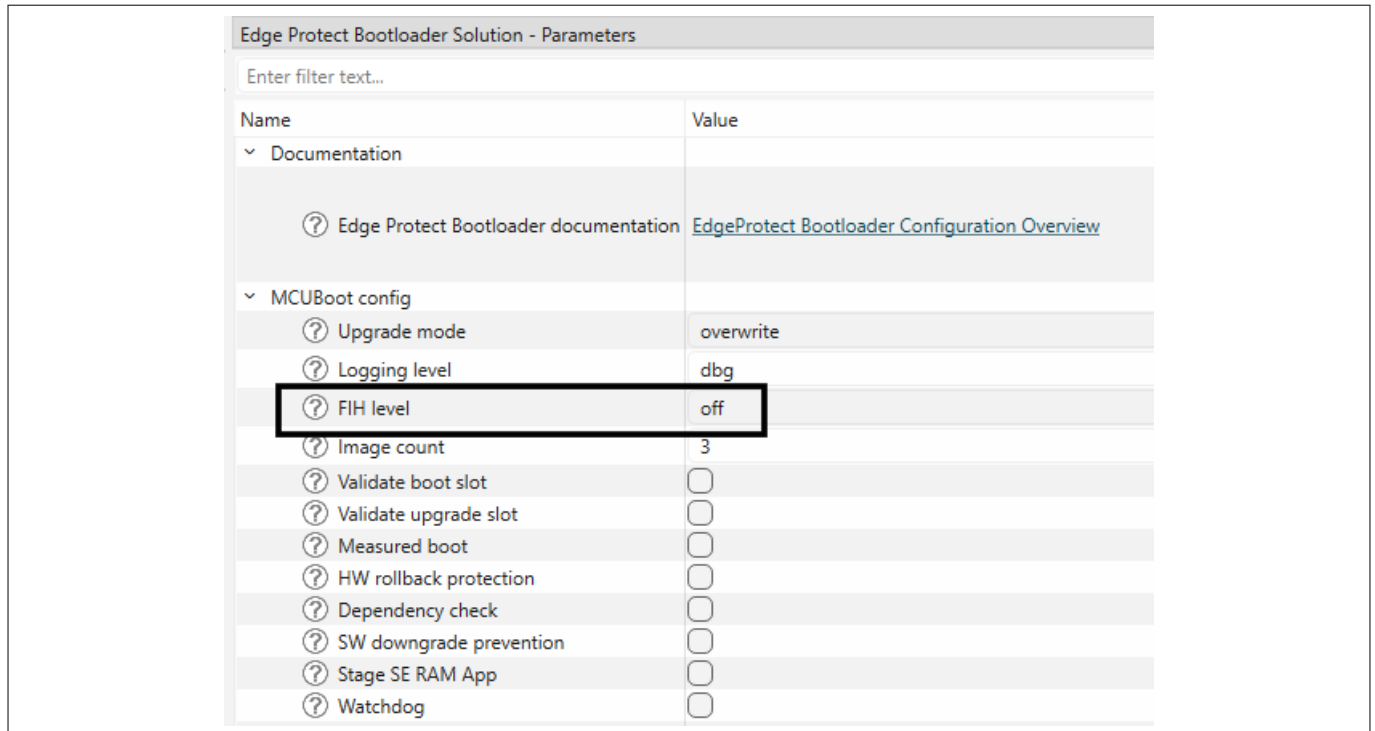 Edge Protect Bootloader Solution - Parameters
Enter filter text...
Name Value
Documentation
Edge Protect Bootloader documentation EdgeProtect Bootloader Configuration Overview
MCUBoot config
Upgrade mode overwrite
Logging level dbg
FIH level off
Image count 3
Validate boot slot
Validate upgrade slot
Measured boot
HW rollback protection
Dependency check
SW downgrade prevention
Stage SE RAM App
Watchdog